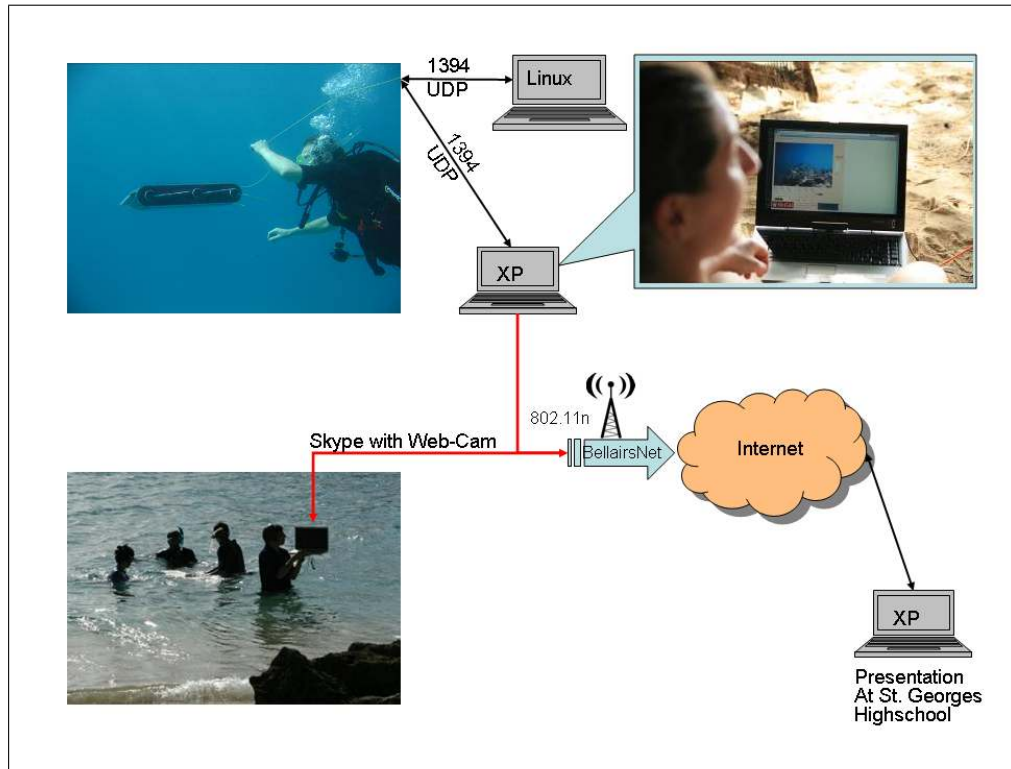 1394
UDP
Linux
1394
UDP
XP
802.11n
Skype with Web-Cam
BellairsNet
Internet
XP
Presentation
At St. Georges
Highschool